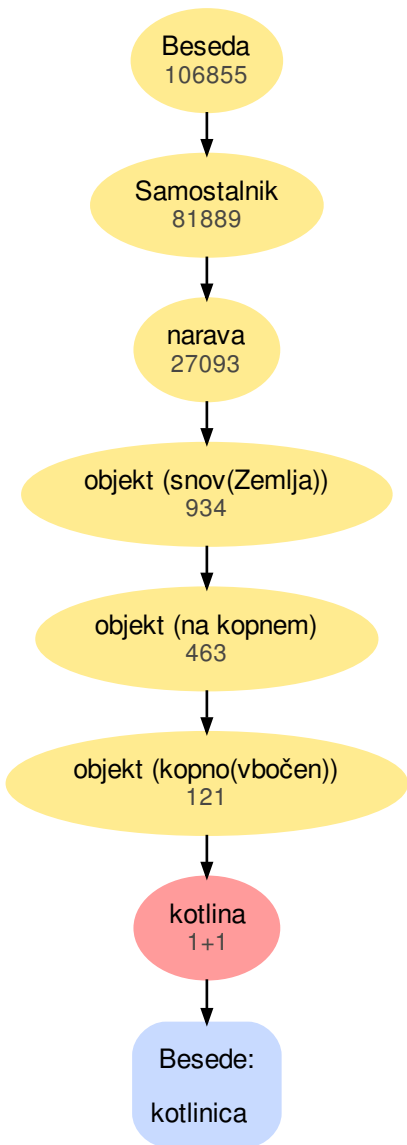 Beseda
106855
Samostalnik
81889
narava
27093
objekt (snov(Zemlja))
934
objekt (na kopnem)
463
objekt (kopno(vbočen))
121
kotlina
1+1
Besede:
kotlinica